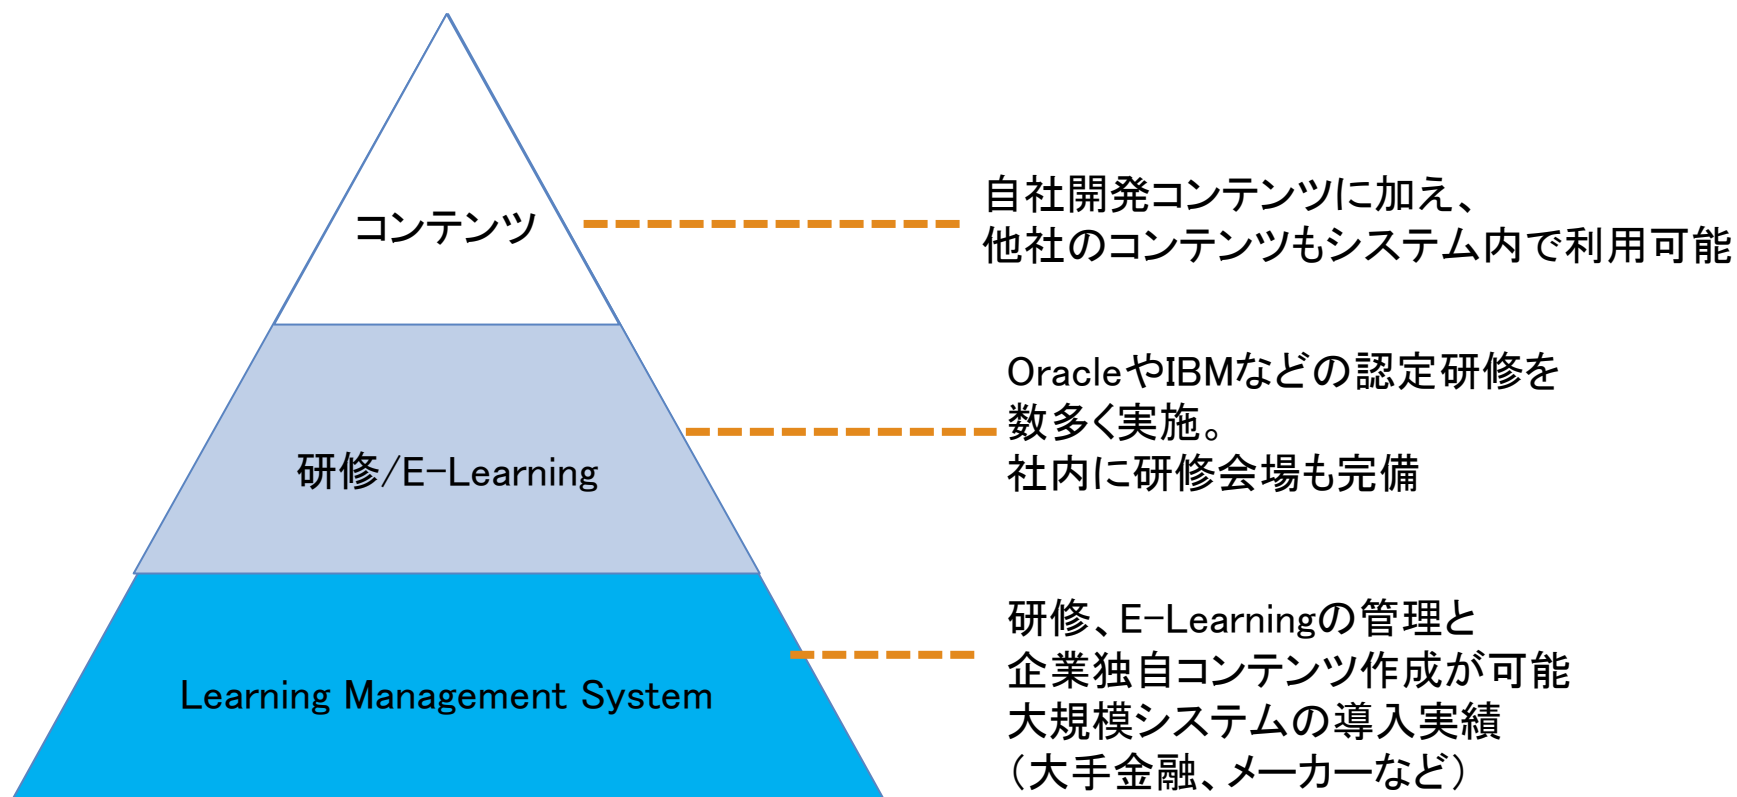 コンテンツ
自社開発コンテンツに加え、
他社のコンテンツもシステム内で利用可能
研修/E-Learning
OracleやIBMなどの認定研修を
数多く実施。
社内に研修会場も完備
Learning Management System
研修、E-Learningの管理と
企業独自コンテンツ作成が可能
大規模システムの導入実績
（大手金融、メーカーなど）